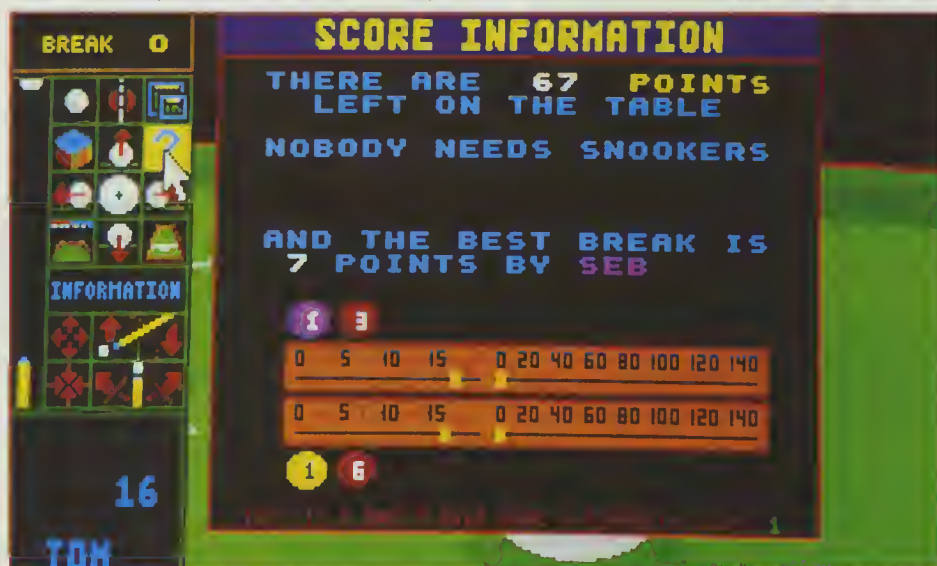 BREAK 0
SCORE INFORMATION
THERE ARE 67 POINTS
LEFT ON THE TABLE
NOBODY NEEDS SNOOKERS
AND THE BEST BREAK IS
7 POINTS BY SEB
INFORMATION
1 3
0 5 10 15 0 20 40 60 80 100 120 140
0 5 10 15 0 20 40 60 80 100 120 140
1 6
16
TOM
1